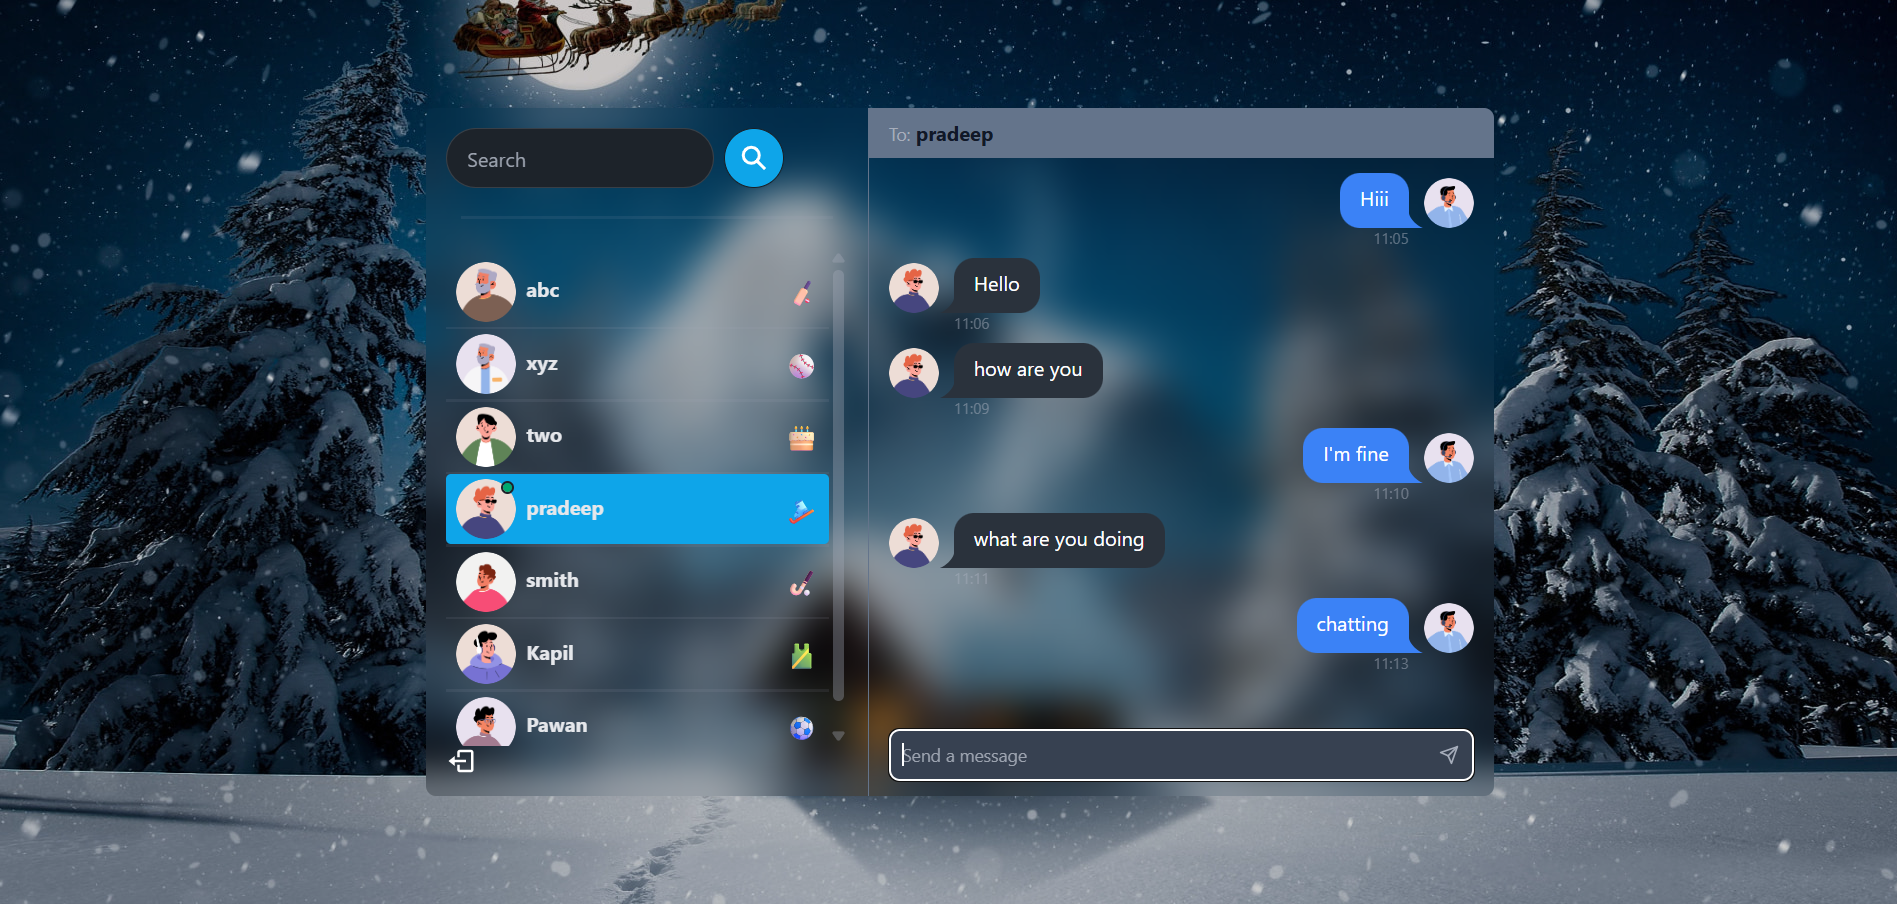 Search
abc
xyz
two
pradeep
smith
Kapil
Pawan
To: pradeep
Hiii
11:05
Hello
11:06
how are you
11:09
I'm fine
11:10
what are you doing
11:11
chatting
11:13
Send a message